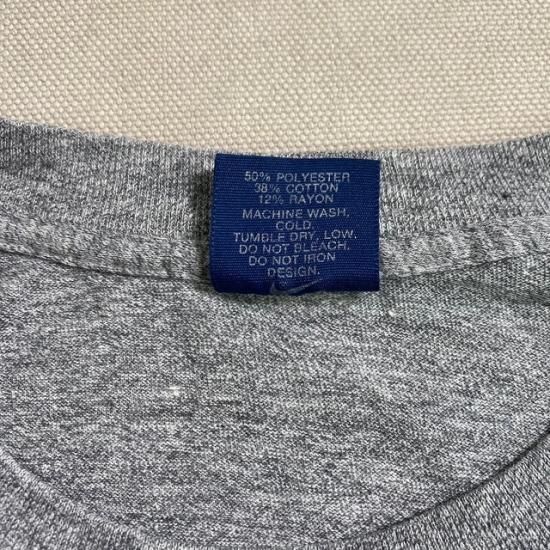 50% POLYESTER
38% COTTON
12% RAYON
MACHINE WASH,
COLD.
TUMBLE DRY, LOW.
DO NOT BLEACH.
DO NOT IRON
DESIGN.